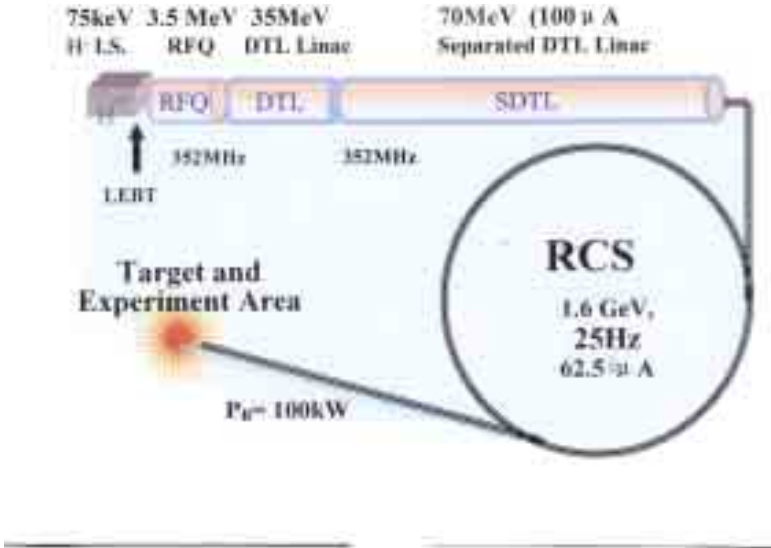 75keV 3.5 MeV 35MeV 70MeV (100 μ A
H⁻ I.S. RFQ DTL Linac Separated DTL Linac
RFQ DTL SDTL
352MHz 352MHz
LEBT
RCS
Target and
Experiment Area
1.6 GeV,
25Hz
62.5 μ A
= 100kW